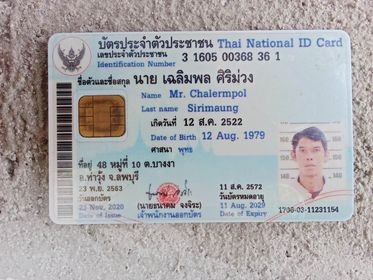 บัตรประจำตัวประชาชน Thai National ID Card
เลขประจำตัวประชาชน 3 1605 00368 36 1
Identification Number
ชื่อตัวและชื่อสกุล นาย เฉลิมพล ศิริม่วง
Name Mr. Chalermpol
Last name Sirimaung
เกิดวันที่ 12 ส.ค. 2522
Date of Birth 12 Aug. 1979
ศาสนา พุทธ
ที่อยู่ 48 หมู่ที่ 10 ต.บางงา
อ.ท่าวุ้ง จ.ลพบุรี
23 พ.ย. 2563
วันออกบัตร
23 Nov. 2020
Date of Issue
เจ้าพนักงานออกบัตร
11 ส.ค. 2572
วันบัตรหมดอายุ
11 Aug. 2029
Date of Expiry
1706-03-11231154